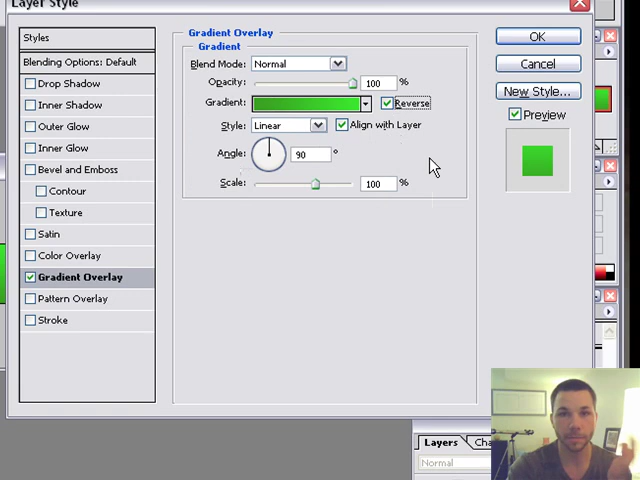 Layer Style
Styles
Blending Options: Default
Drop Shadow
Inner Shadow
Outer Glow
Inner Glow
Bevel and Emboss
Contour
Texture
Satin
Color Overlay
Gradient Overlay
Pattern Overlay
Stroke
Gradient Overlay
Gradient
Blend Mode: Normal
Opacity: 100 %
Gradient: Reverse
Style: Linear Align with Layer
Angle: 90 °
Scale: 100 %
OK
Cancel
New Style...
Preview
Layers Cha
Normal